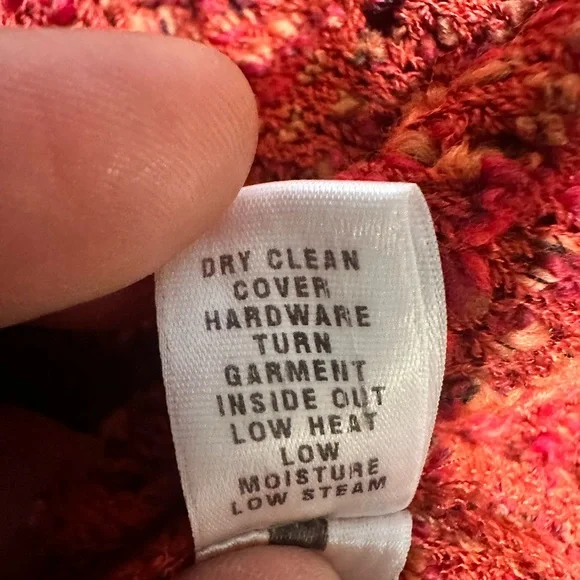 DRY CLEAN
COVER
HARDWARE
TURN
GARMENT
INSIDE OUT
LOW HEAT
LOW
MOISTURE
LOW STEAM